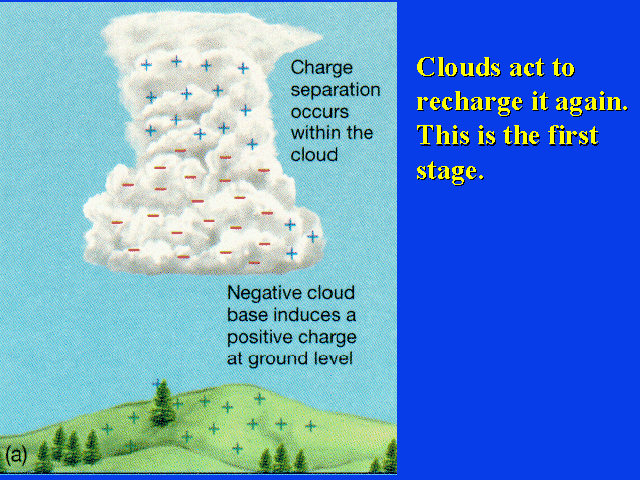 Charge
separation
occurs
within the
cloud
Negative cloud
base induces a
positive charge
at ground level
(a)
Clouds act to
recharge it again.
This is the first
stage.